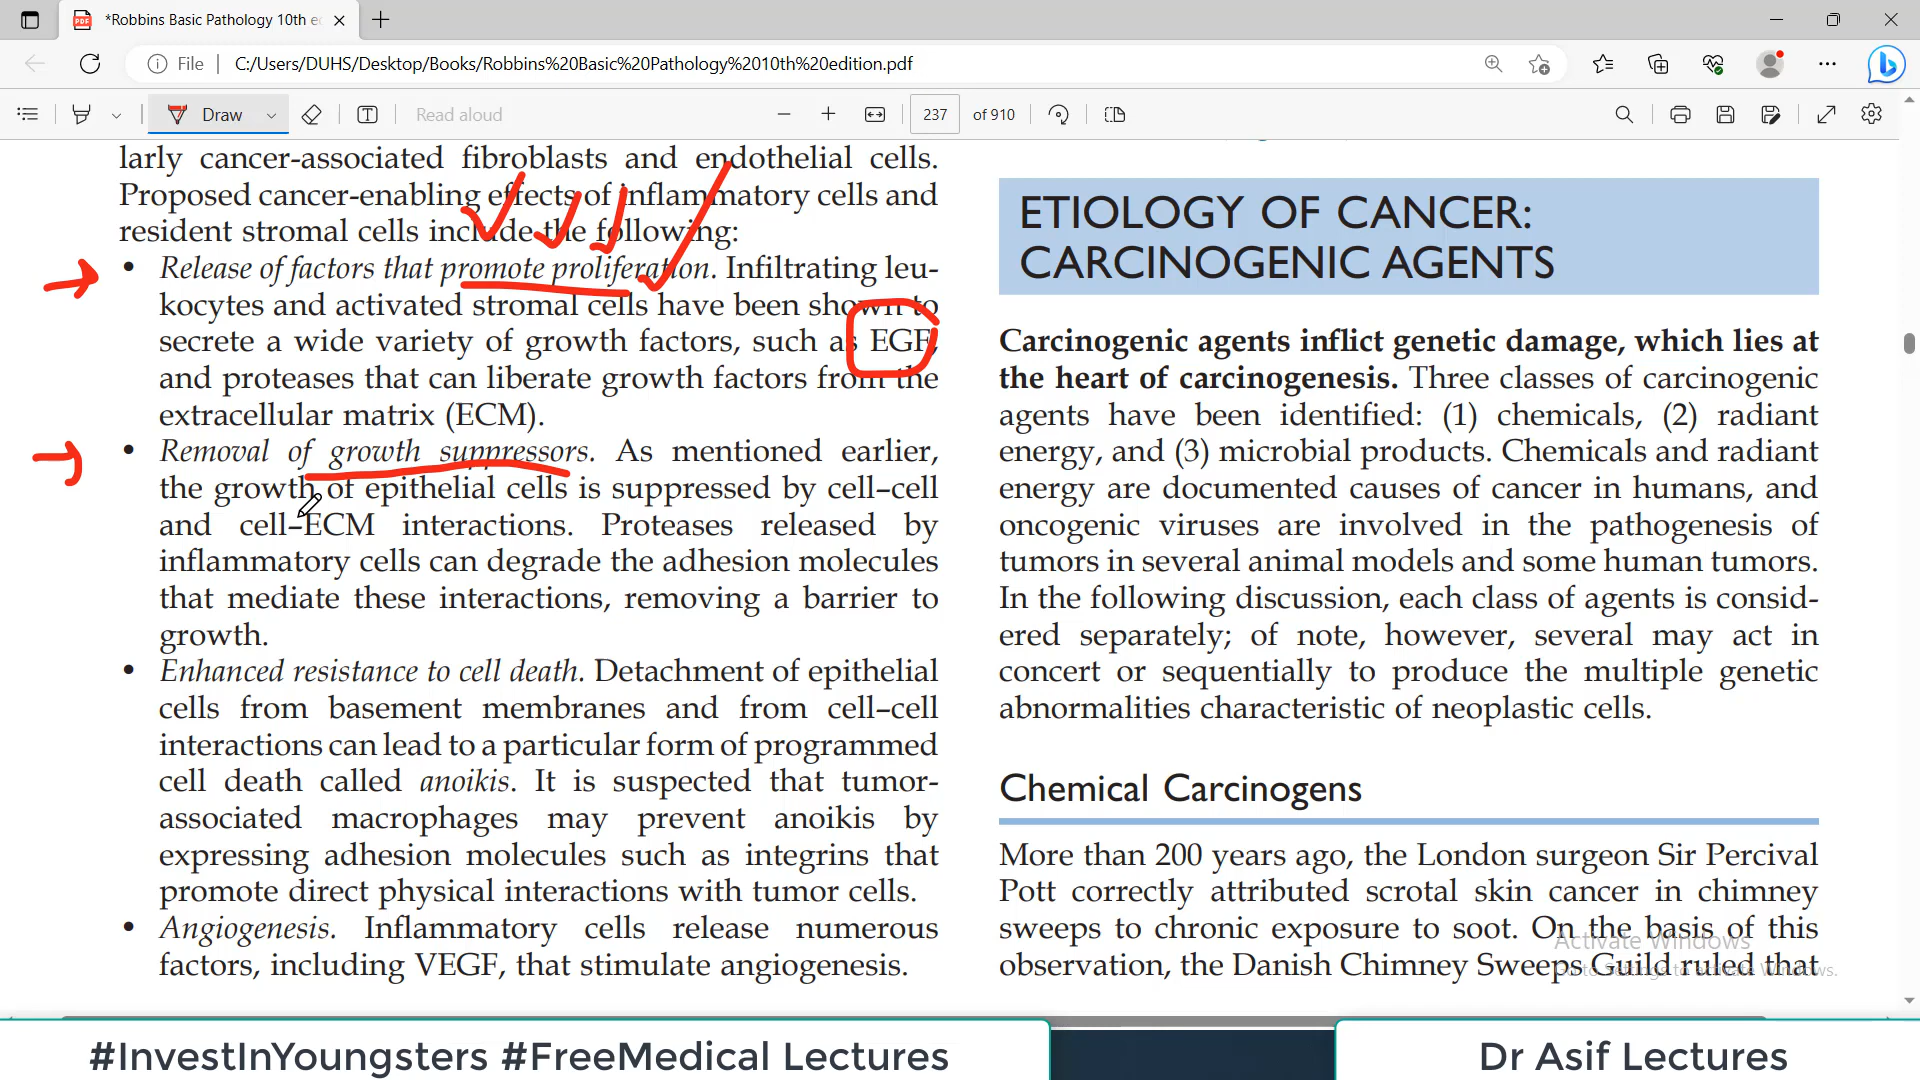 *Robbins Basic Pathology 10th e
File
C:/Users/DUHS/Desktop/Books/Robbins%20Basic%20Pathology%2010th%20edition.pdf
Draw
Read aloud
237 of 910
larly cancer-associated fibroblasts and endothelial cells.
Proposed cancer-enabling effects of inflammatory cells and
resident stromal cells include the following:
• Release of factors that promote proliferation. Infiltrating leu-
kocytes and activated stromal cells have been shown to
secrete a wide variety of growth factors, such as EGF,
and proteases that can liberate growth factors from the
extracellular matrix (ECM).
• Removal of growth suppressors. As mentioned earlier,
the growth of epithelial cells is suppressed by cell–cell
and cell–ECM interactions. Proteases released by
inflammatory cells can degrade the adhesion molecules
that mediate these interactions, removing a barrier to
growth.
• Enhanced resistance to cell death. Detachment of epithelial
cells from basement membranes and from cell–cell
interactions can lead to a particular form of programmed
cell death called anoikis. It is suspected that tumor-
associated macrophages may prevent anoikis by
expressing adhesion molecules such as integrins that
promote direct physical interactions with tumor cells.
• Angiogenesis. Inflammatory cells release numerous
factors, including VEGF, that stimulate angiogenesis.
ETIOLOGY OF CANCER:
CARCINOGENIC AGENTS
Carcinogenic agents inflict genetic damage, which lies at
the heart of carcinogenesis. Three classes of carcinogenic
agents have been identified: (1) chemicals, (2) radiant
energy, and (3) microbial products. Chemicals and radiant
energy are documented causes of cancer in humans, and
oncogenic viruses are involved in the pathogenesis of
tumors in several animal models and some human tumors.
In the following discussion, each class of agents is consid-
ered separately; of note, however, several may act in
concert or sequentially to produce the multiple genetic
abnormalities characteristic of neoplastic cells.
Chemical Carcinogens
More than 200 years ago, the London surgeon Sir Percival
Pott correctly attributed scrotal skin cancer in chimney
sweeps to chronic exposure to soot. On the basis of this
observation, the Danish Chimney Sweeps Guild ruled that
Activate Windows
Go to Settings to activate Windows.
#InvestInYoungsters #FreeMedical Lectures
Dr Asif Lectures